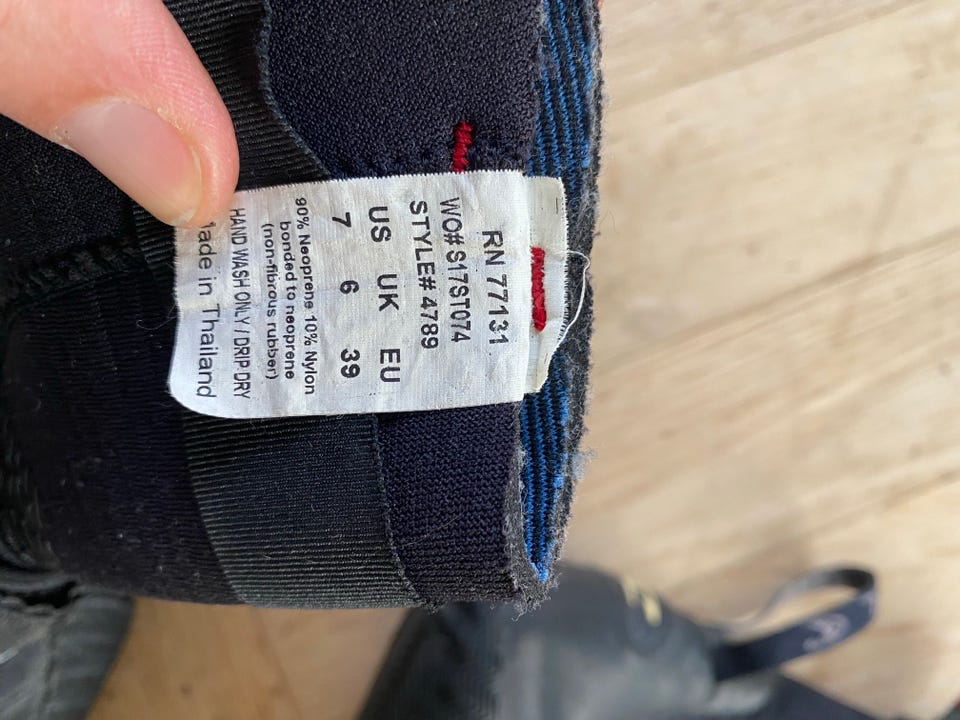 RN 77131
WO# S17ST074
STYLE# 4789
US UK EU
7 6 39
90% Neoprene 10% Nylon
bonded to neoprene
(non-fibrous rubber)
HAND WASH ONLY / DRIP DRY
Made in Thailand